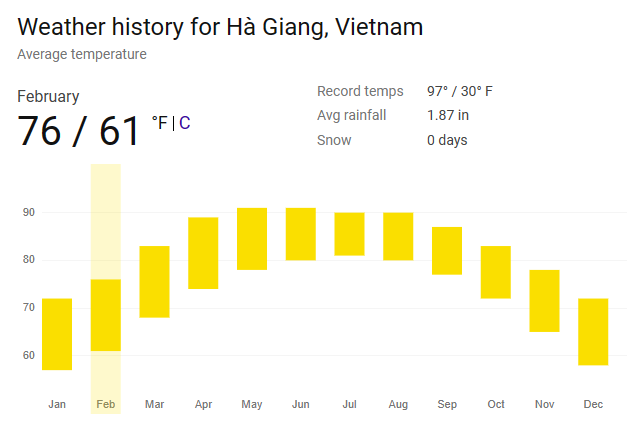 Weather history for Hà Giang, Vietnam
Average temperature
February
76 / 61 °F | C
Record temps 97° / 30° F
Avg rainfall 1.87 in
Snow 0 days
90
80
70
60
Jan Feb Mar Apr May Jun Jul Aug Sep Oct Nov Dec